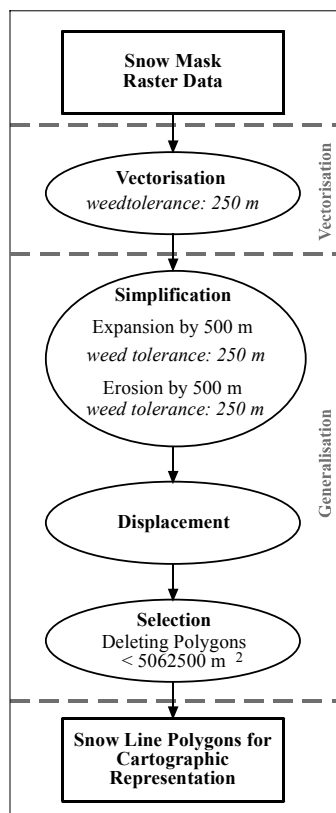 Snow Mask
Raster Data
Vectorisation
weedtolerance: 250 m
Vectorisation
Simplification
Expansion by 500 m
weed tolerance: 250 m
Erosion by 500 m
weed tolerance: 250 m
Displacement
Generalisation
Selection
Deleting Polygons
< 5062500 m 2
Snow Line Polygons for
Cartographic
Representation